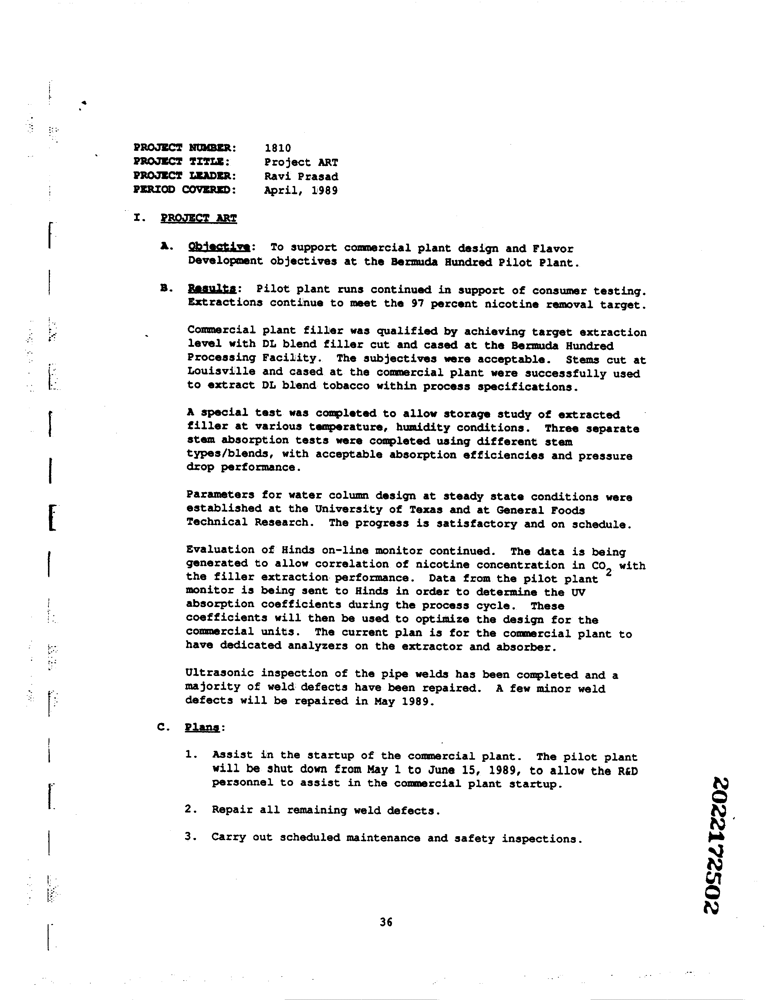 PROJECT NUMBER: 1810
PROJECT TITLE: Project ART
PROJECT LEADER: Ravi Prasad
PERIOD COVERED: April, 1989
I. PROJECT ART
A. Objective: To support commercial plant design and Flavor
Development objectives at the Bermuda Hundred Pilot Plant.
B. Results: Pilot plant runs continued in support of consumer testing.
Extractions continue to meet the 97 percent nicotine removal target.
Commercial plant filler was qualified by achieving target extraction
level with DL blend filler cut and cased at the Bermuda Hundred
Processing Facility. The subjectives were acceptable. Stems cut at
Louisville and cased at the commercial plant were successfully used
to extract DL blend tobacco within process specifications.
A special test was completed to allow storage study of extracted
filler at various temperature, humidity conditions. Three separate
stem absorption tests were completed using different stem
types/blends, with acceptable absorption efficiencies and pressure
drop performance.
Parameters for water column design at steady state conditions were
established at the University of Texas and at General Foods
Technical Research. The progress is satisfactory and on schedule.
Evaluation of Hinds on-line monitor continued. The data is being
generated to allow correlation of nicotine concentration in CO2 with
the filler extraction performance. Data from the pilot plant
monitor is being sent to Hinds in order to determine the UV
absorption coefficients during the process cycle. These
coefficients will then be used to optimize the design for the
commercial units. The current plan is for the commercial plant to
have dedicated analyzers on the extractor and absorber.
Ultrasonic inspection of the pipe welds has been completed and a
majority of weld defects have been repaired. A few minor weld
defects will be repaired in May 1989.
C. Plans:
1. Assist in the startup of the commercial plant. The pilot plant
will be shut down from May 1 to June 15, 1989, to allow the R&D
personnel to assist in the commercial plant startup.
2. Repair all remaining weld defects.
3. Carry out scheduled maintenance and safety inspections.
36
2022172502